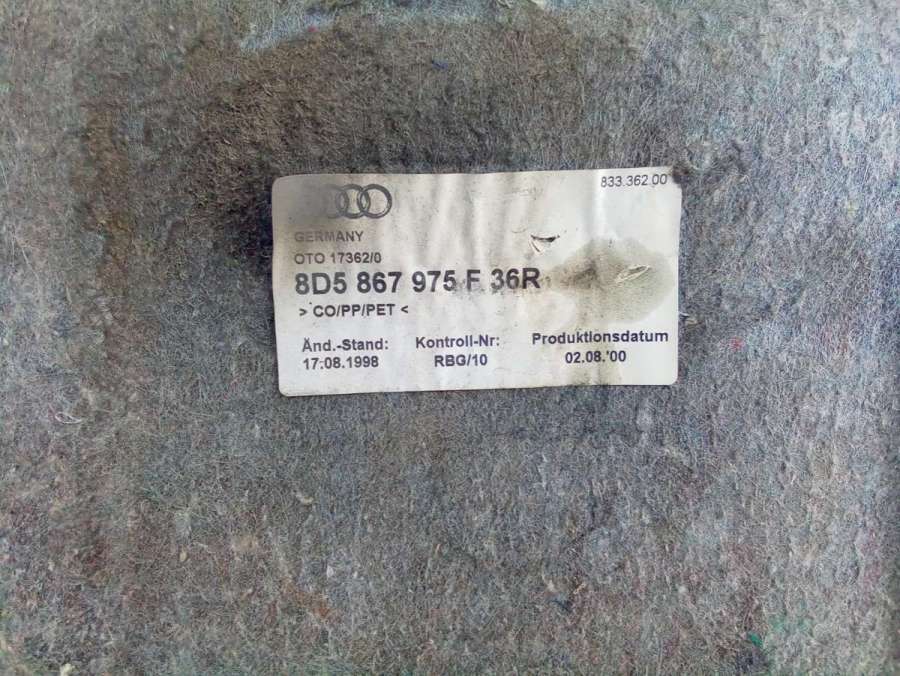 833.362.00
GERMANY
OTO 17362/0
8D5 867 975 F 36R
> CO/PP/PET <
Änd.-Stand: Kontroll-Nr: Produktionsdatum
17.08.1998 RBG/10 02.08.'00